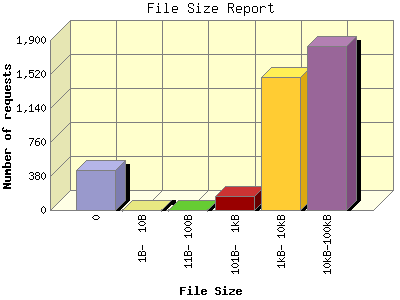 File Size Report
Number of requests
1,900
1,520
1,140
760
380
0
0
1B- 10B
11B- 100B
101B- 1kB
1kB- 10kB
10kB-100kB
File Size